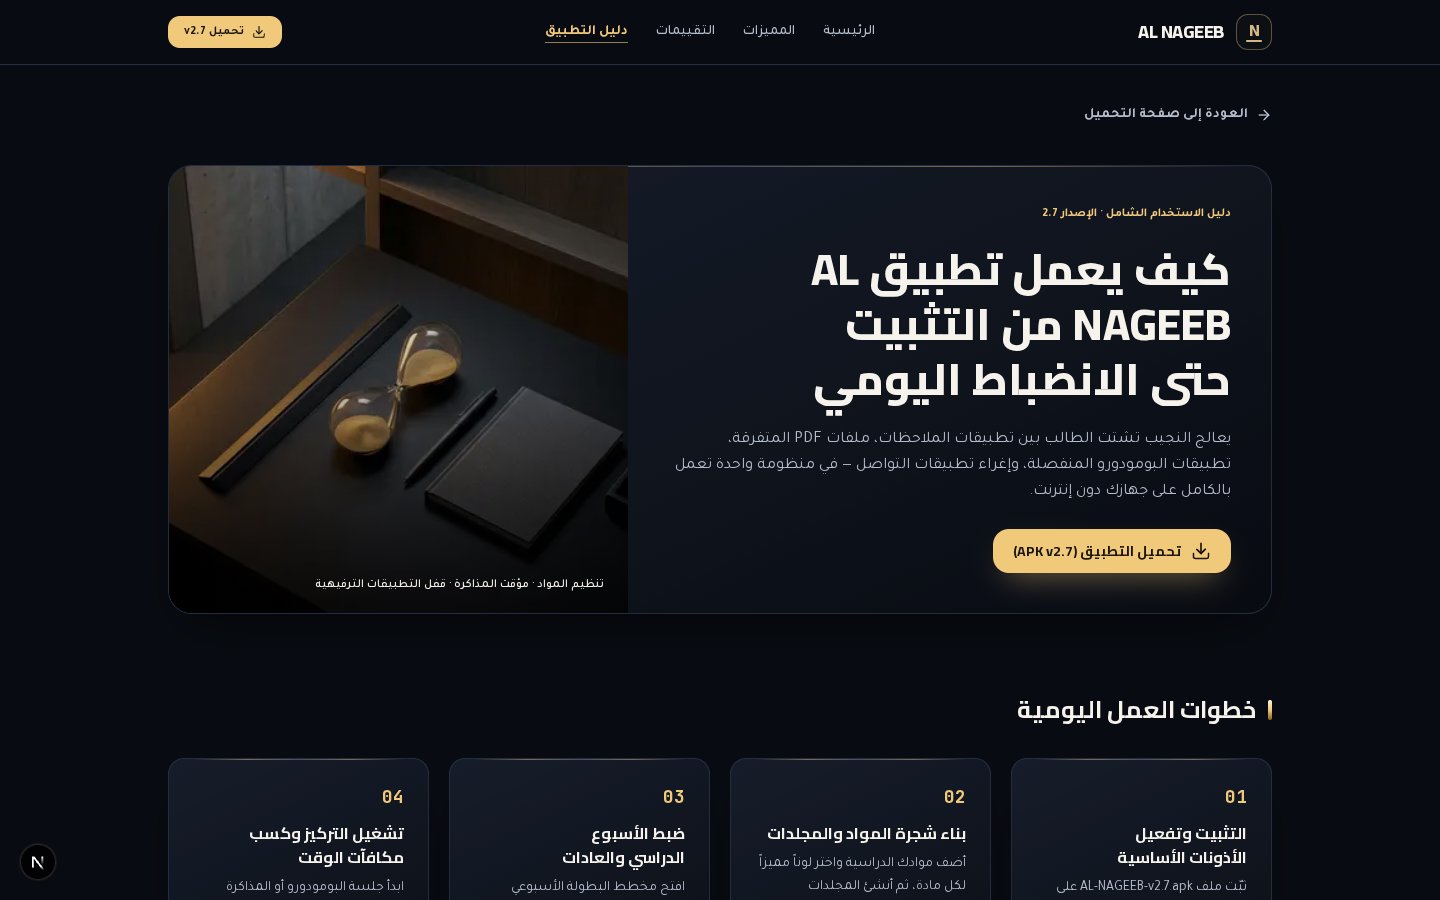 N
AL NAGEEB
الرئيسية
المميزات
التقييمات
دليل التطبيق
تحميل v2.7
العودة إلى صفحة التحميل
دليل الاستخدام الشامل · الإصدار 2.7
كيف يعمل تطبيق AL
NAGEEB من التثبيت
حتى الانضباط اليومي
يعالج النجيب تشتت الطالب بين تطبيقات الملاحظات، ملفات PDF المتفرقة،
تطبيقات البومودورو المنفصلة، وإغراء تطبيقات التواصل — في منظومة واحدة تعمل
بالكامل على جهازك دون إنترنت.
تحميل التطبيق (APK v2.7)
تنظيم المواد · مؤقت المذاكرة · قفل التطبيقات الترفيهية
خطوات العمل اليومية
01
التثبيت وتفعيل
الأذونات الأساسية
ثبّت ملف AL-NAGEEB-v2.7.apk على
02
بناء شجرة المواد والمجلدات
أضف موادك الدراسية واختر لوناً مميزاً
لكل مادة، ثم أنشئ المجلدات
03
ضبط الأسبوع
الدراسي والعادات
افتح مخطط البطولة الأسبوعي
04
تشغيل التركيز وكسب
مكافآت الوقت
ابدأ جلسة البومودورو أو المذاكرة
N